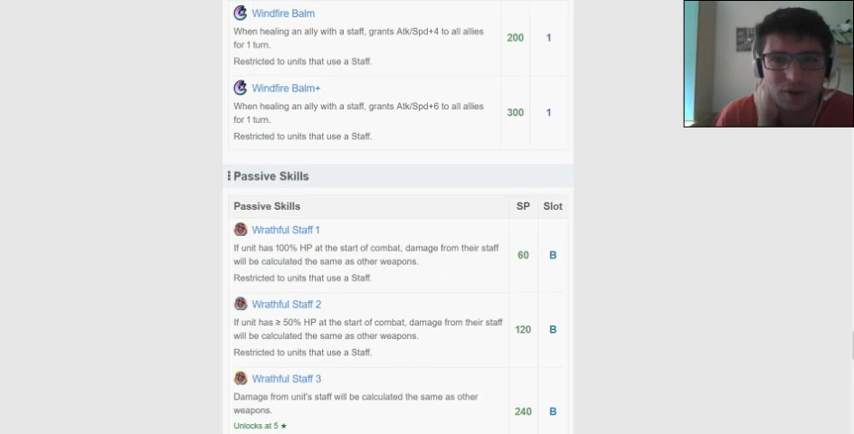 Windfire Balm
When healing an ally with a staff, grants Atk/Spd+4 to all allies
for 1 turn.
200 1
Restricted to units that use a Staff.
Windfire Balm+
When healing an ally with a staff, grants Atk/Spd+6 to all allies
for 1 turn.
300 1
Restricted to units that use a Staff.
Passive Skills
Passive Skills SP Slot
Wrathful Staff 1
If unit has 100% HP at the start of combat, damage from their staff
will be calculated the same as other weapons.
60 B
Restricted to units that use a Staff.
Wrathful Staff 2
If unit has ≥ 50% HP at the start of combat, damage from their staff
will be calculated the same as other weapons.
120 B
Restricted to units that use a Staff.
Wrathful Staff 3
Damage from unit's staff will be calculated the same as other
weapons.
240 B
Unlocks at 5 ★